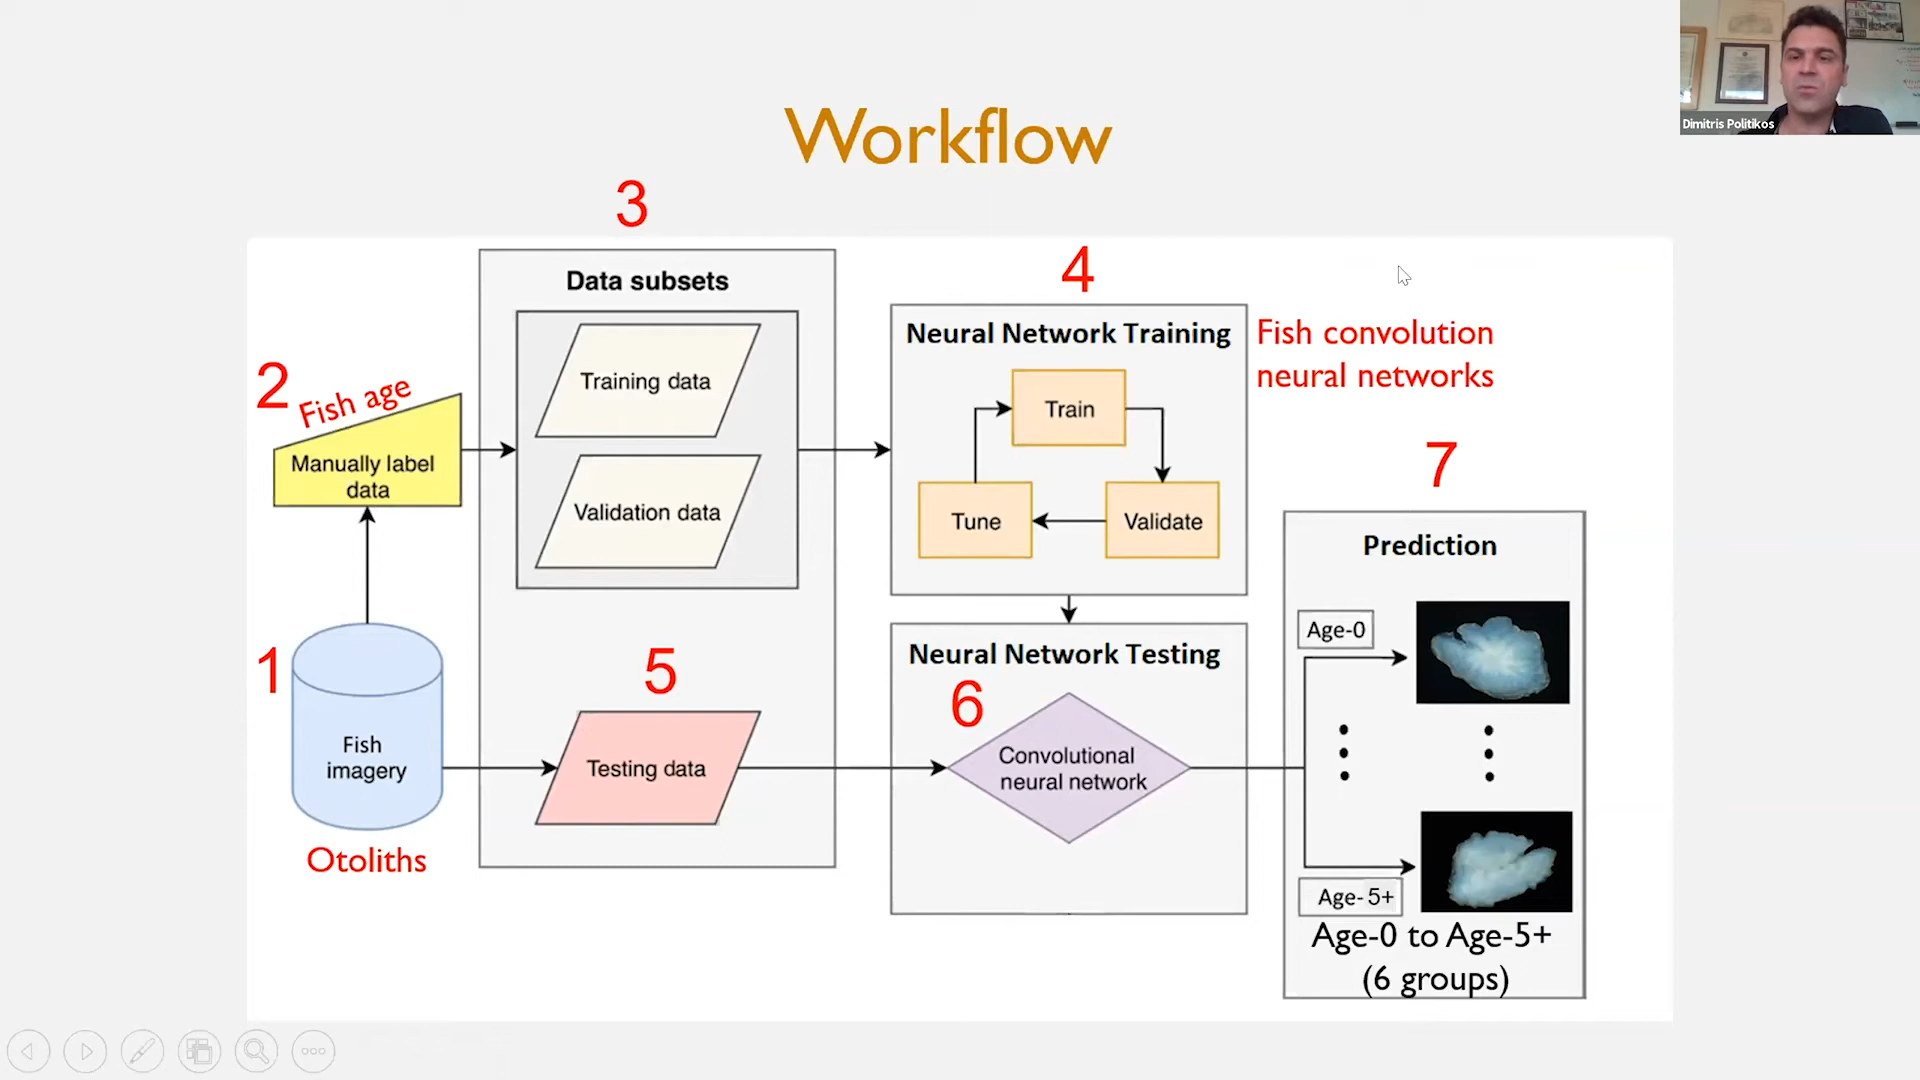 Dimitris Politikos
Workflow
3
Data subsets
Training data
Validation data
2
Fish age
Manually label
data
1
Fish
imagery
Otoliths
5
Testing data
4
Neural Network Training
Train
Tune
Validate
Fish convolution
neural networks
Neural Network Testing
6
Convolutional
neural network
7
Prediction
Age-0
Age- 5+
Age-0 to Age-5+
(6 groups)